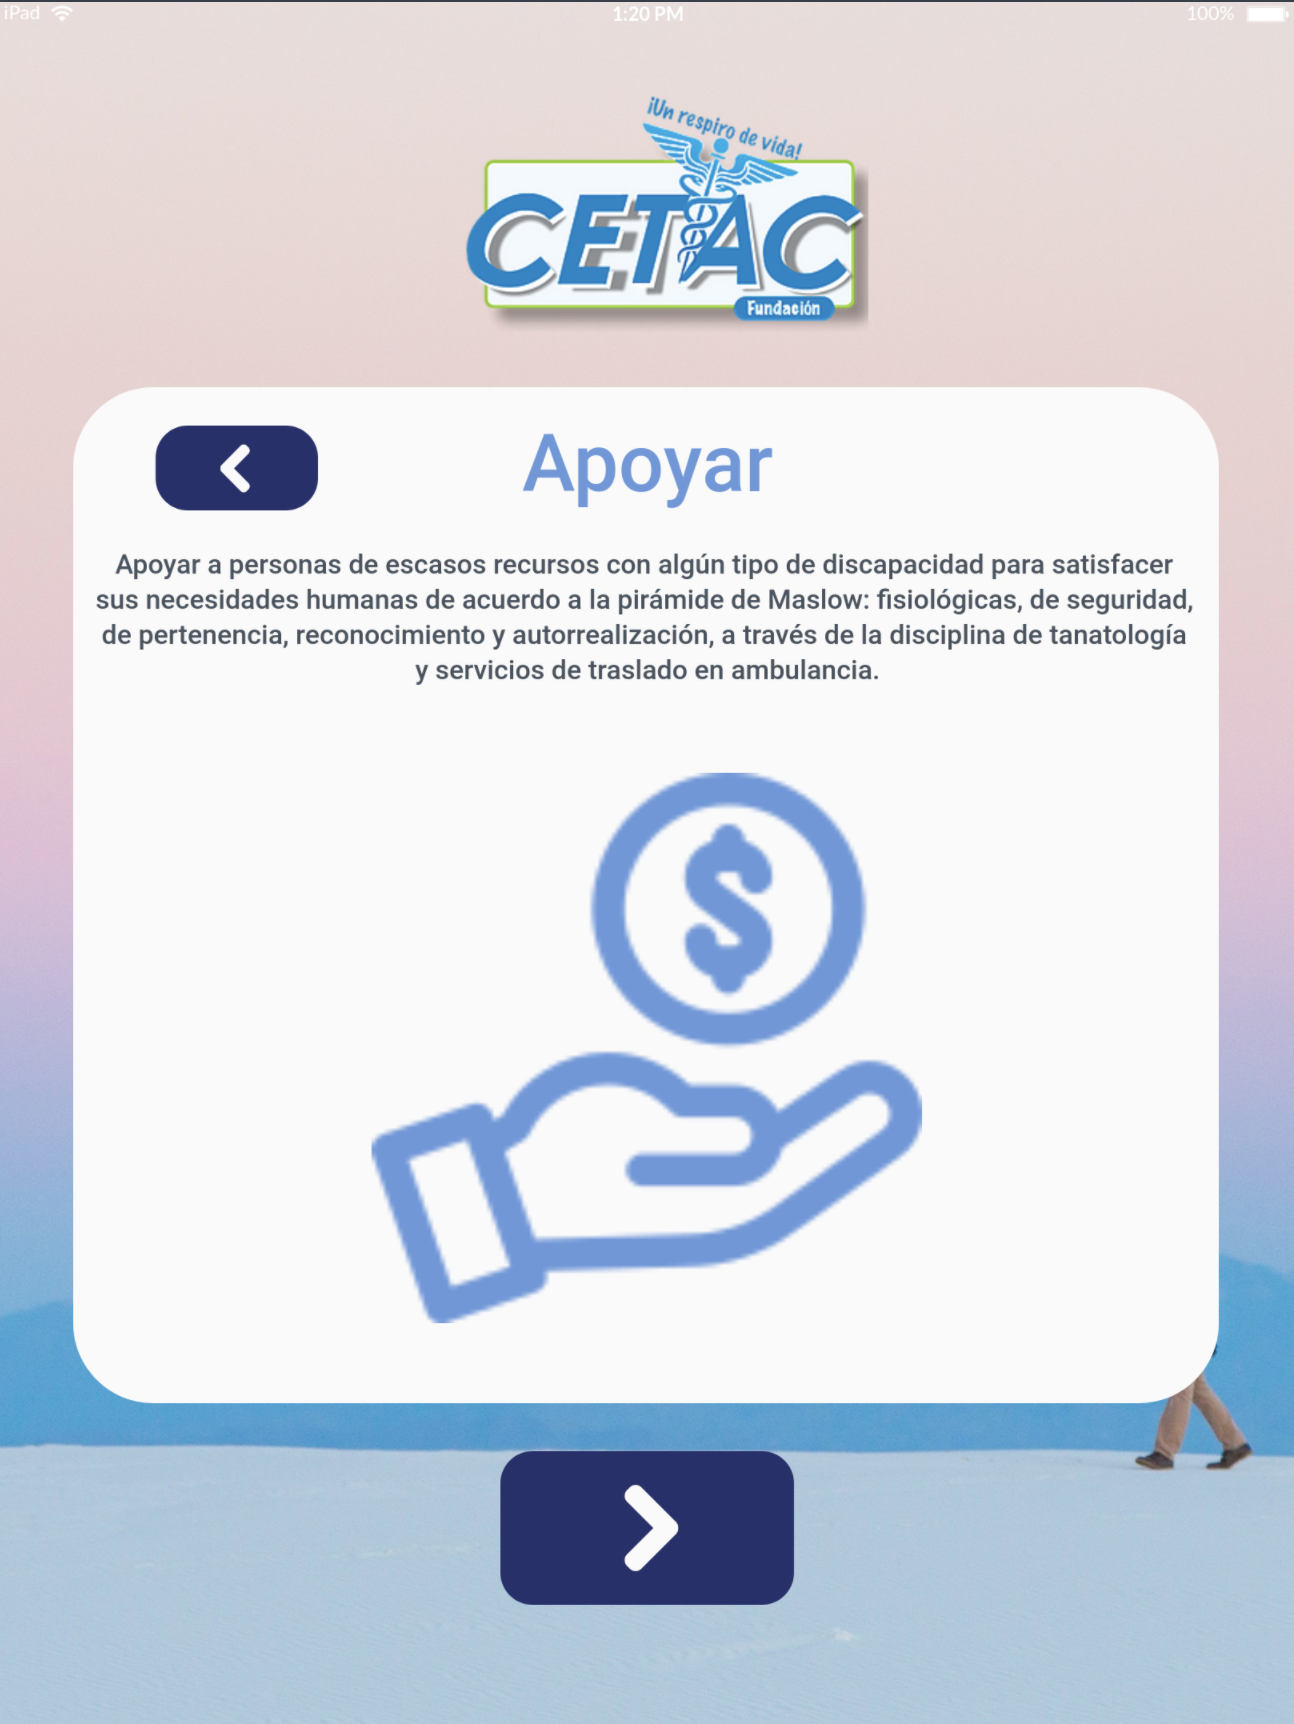 iPad
1:20 PM
100%
¡Un respiro de vida!
CETAC
Fundación
Apoyar
Apoyar a personas de escasos recursos con algún tipo de discapacidad para satisfacer
sus necesidades humanas de acuerdo a la pirámide de Maslow: fisiológicas, de seguridad,
de pertenencia, reconocimiento y autorrealización, a través de la disciplina de tanatología
y servicios de traslado en ambulancia.
$